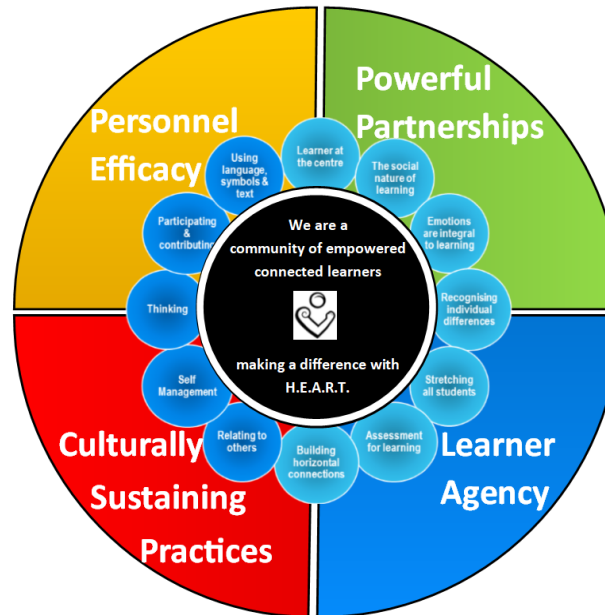 Personnel
Efficacy
Powerful
Partnerships
Learner at
the centre
The social
nature of
learning
Emotions
are integral
to learning
Recognising
individual
differences
Stretching
all students
Assessment
for learning
Building
horizontal
connections
Relating to
others
Self
Management
Thinking
Participating
&
contributing
Using
language,
symbols &
text
We are a
community of empowered
connected learners
making a difference with
H.E.A.R.T.
Culturally
Sustaining
Practices
Learner
Agency